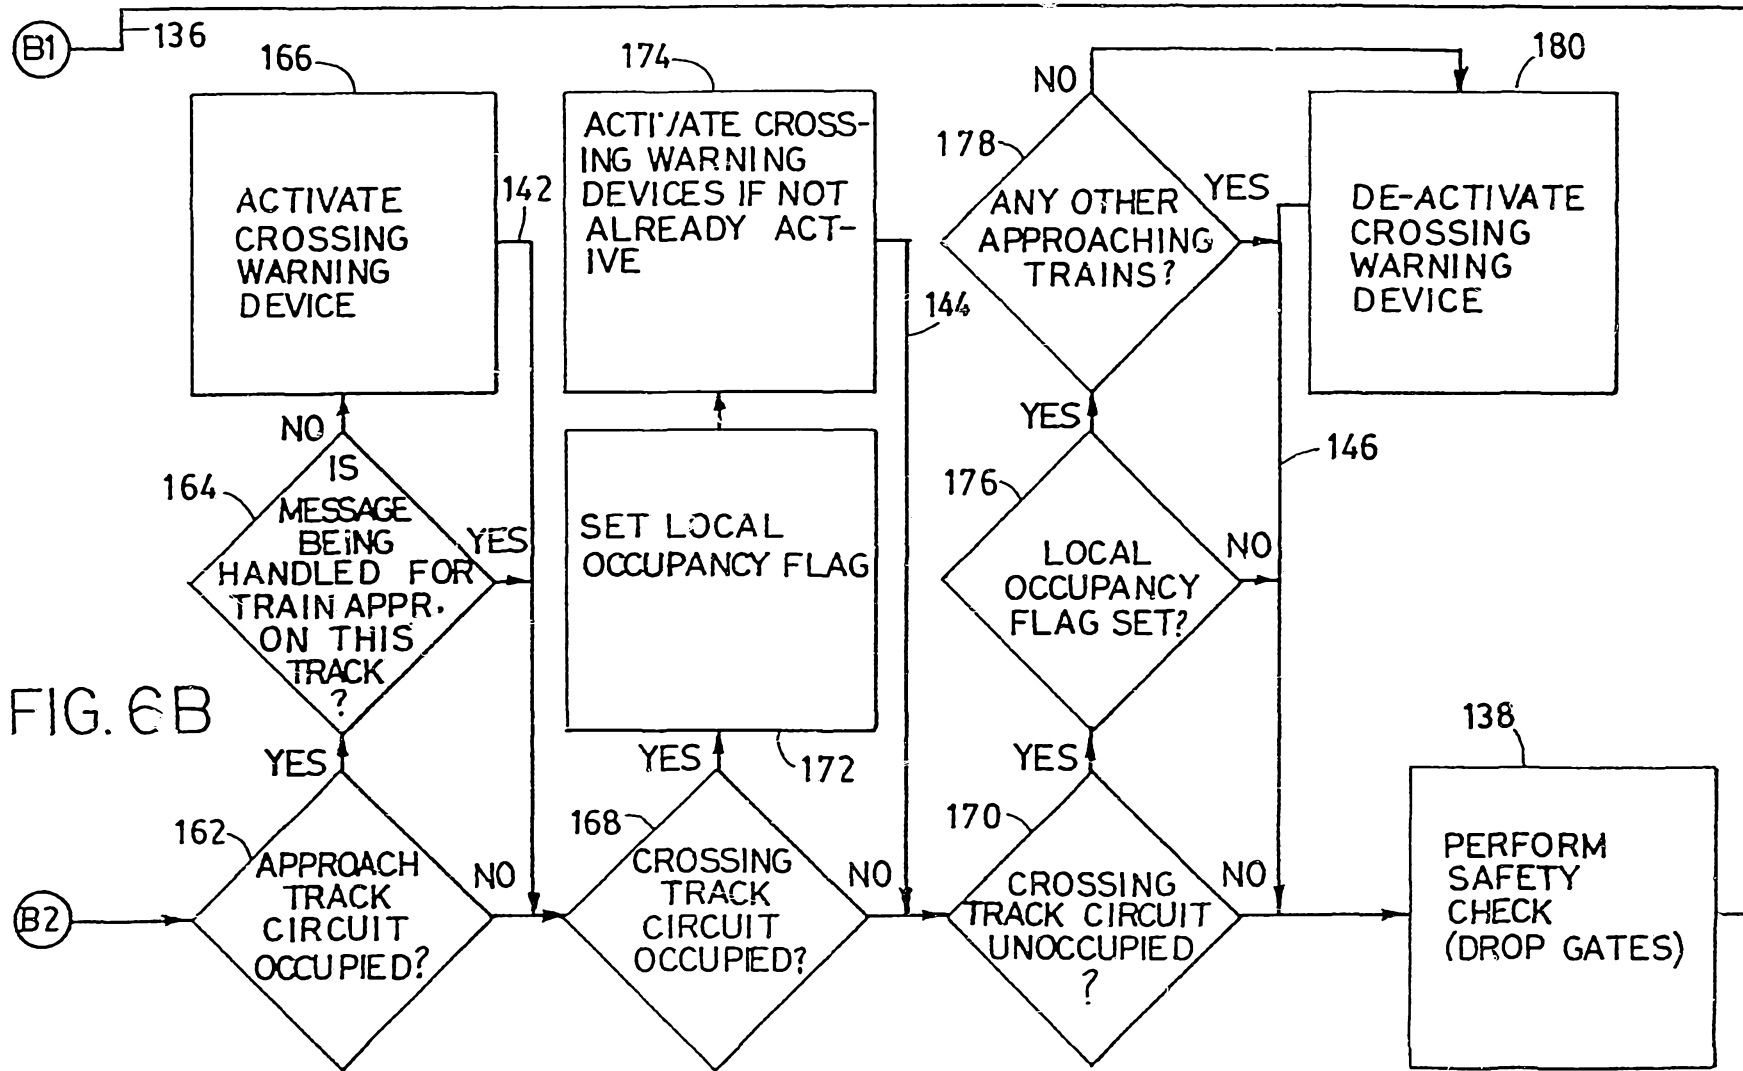 B1
136
166
ACTIVATE
CROSSING
WARNING
DEVICE
142
174
ACTIVATE CROSS-
ING WARNING
DEVICES IF NOT
ALREADY ACT-
IVE
144
NO
178
ANY OTHER
APPROACHING
TRAINS?
YES
180
DE-ACTIVATE
CROSSING
WARNING
DEVICE
NO
164
IS
MESSAGE
BEING
HANDLED FOR
TRAIN APPR.
ON THIS
TRACK
?
YES
SET LOCAL
OCCUPANCY FLAG
172
YES
176
LOCAL
OCCUPANCY
FLAG SET?
NO
146
FIG. 6B
YES
162
APPROACH
TRACK
CIRCUIT
OCCUPIED?
NO
B2
YES
168
CROSSING
TRACK
CIRCUIT
OCCUPIED?
NO
YES
170
CROSSING
TRACK CIRCUIT
UNOCCUPIED
?
NO
138
PERFORM
SAFETY
CHECK
(DROP GATES)